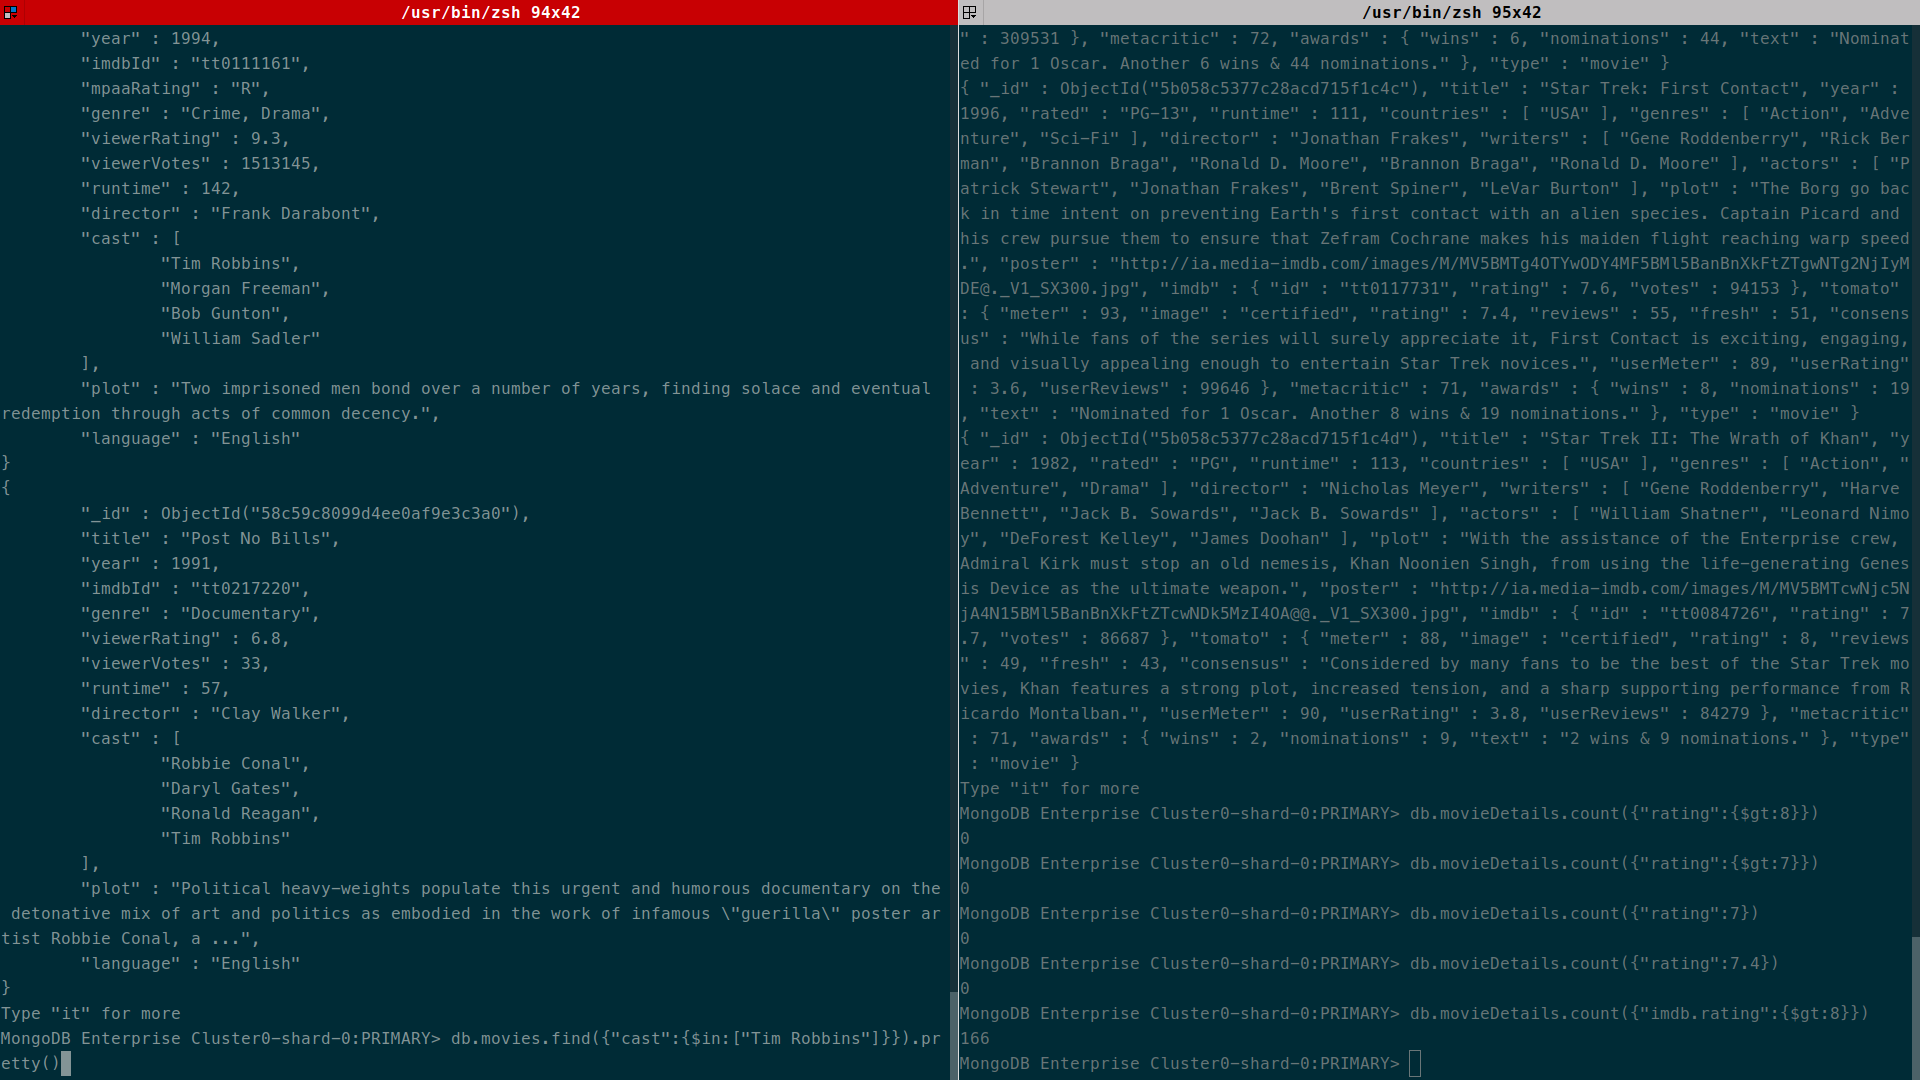 /usr/bin/zsh 94x42
"year" : 1994,
"imdbId" : "tt0111161",
"mpaaRating" : "R",
"genre" : "Crime, Drama",
"viewerRating" : 9.3,
"viewerVotes" : 1513145,
"runtime" : 142,
"director" : "Frank Darabont",
"cast" : [
"Tim Robbins",
"Morgan Freeman",
"Bob Gunton",
"William Sadler"
],
"plot" : "Two imprisoned men bond over a number of years, finding solace and eventual
redemption through acts of common decency.",
"language" : "English"
}
{
"_id" : ObjectId("58c59c8099d4ee0af9e3c3a0"),
"title" : "Post No Bills",
"year" : 1991,
"imdbId" : "tt0217220",
"genre" : "Documentary",
"viewerRating" : 6.8,
"viewerVotes" : 33,
"runtime" : 57,
"director" : "Clay Walker",
"cast" : [
"Robbie Conal",
"Daryl Gates",
"Ronald Reagan",
"Tim Robbins"
],
"plot" : "Political heavy-weights populate this urgent and humorous documentary on the
detonative mix of art and politics as embodied in the work of infamous \"guerilla\" poster ar
tist Robbie Conal, a ...",
"language" : "English"
}
Type "it" for more
MongoDB Enterprise Cluster0-shard-0:PRIMARY> db.movies.find({"cast":{$in:["Tim Robbins"]}}).pr
etty()
/usr/bin/zsh 95x42
" : 309531 }, "metacritic" : 72, "awards" : { "wins" : 6, "nominations" : 44, "text" : "Nominat
ed for 1 Oscar. Another 6 wins & 44 nominations." }, "type" : "movie" }
{ "_id" : ObjectId("5b058c5377c28acd715f1c4c"), "title" : "Star Trek: First Contact", "year" :
1996, "rated" : "PG-13", "runtime" : 111, "countries" : [ "USA" ], "genres" : [ "Action", "Adve
nture", "Sci-Fi" ], "director" : "Jonathan Frakes", "writers" : [ "Gene Roddenberry", "Rick Ber
man", "Brannon Braga", "Ronald D. Moore", "Brannon Braga", "Ronald D. Moore" ], "actors" : [ "P
atrick Stewart", "Jonathan Frakes", "Brent Spiner", "LeVar Burton" ], "plot" : "The Borg go bac
k in time intent on preventing Earth's first contact with an alien species. Captain Picard and
his crew pursue them to ensure that Zefram Cochrane makes his maiden flight reaching warp speed
.", "poster" : "http://ia.media-imdb.com/images/M/MV5BMTg4OTYwODY4MF5BMl5BanBnXkFtZTgwNTg2NjIyM
DE@._V1_SX300.jpg", "imdb" : { "id" : "tt0117731", "rating" : 7.6, "votes" : 94153 }, "tomato"
: { "meter" : 93, "image" : "certified", "rating" : 7.4, "reviews" : 55, "fresh" : 51, "consens
us" : "While fans of the series will surely appreciate it, First Contact is exciting, engaging,
and visually appealing enough to entertain Star Trek novices.", "userMeter" : 89, "userRating"
: 3.6, "userReviews" : 99646 }, "metacritic" : 71, "awards" : { "wins" : 8, "nominations" : 19
, "text" : "Nominated for 1 Oscar. Another 8 wins & 19 nominations." }, "type" : "movie" }
{ "_id" : ObjectId("5b058c5377c28acd715f1c4d"), "title" : "Star Trek II: The Wrath of Khan", "y
ear" : 1982, "rated" : "PG", "runtime" : 113, "countries" : [ "USA" ], "genres" : [ "Action", "
Adventure", "Drama" ], "director" : "Nicholas Meyer", "writers" : [ "Gene Roddenberry", "Harve
Bennett", "Jack B. Sowards", "Jack B. Sowards" ], "actors" : [ "William Shatner", "Leonard Nimo
y", "DeForest Kelley", "James Doohan" ], "plot" : "With the assistance of the Enterprise crew,
Admiral Kirk must stop an old nemesis, Khan Noonien Singh, from using the life-generating Genes
is Device as the ultimate weapon.", "poster" : "http://ia.media-imdb.com/images/M/MV5BMTcwNjc5N
jA4N15BMl5BanBnXkFtZTcwNDk5MzI4OA@@._V1_SX300.jpg", "imdb" : { "id" : "tt0084726", "rating" : 7
.7, "votes" : 86687 }, "tomato" : { "meter" : 88, "image" : "certified", "rating" : 8, "reviews
" : 49, "fresh" : 43, "consensus" : "Considered by many fans to be the best of the Star Trek mo
vies, Khan features a strong plot, increased tension, and a sharp supporting performance from R
icardo Montalban.", "userMeter" : 90, "userRating" : 3.8, "userReviews" : 84279 }, "metacritic"
: 71, "awards" : { "wins" : 2, "nominations" : 9, "text" : "2 wins & 9 nominations." }, "type"
: "movie" }
Type "it" for more
MongoDB Enterprise Cluster0-shard-0:PRIMARY> db.movieDetails.count({"rating":{$gt:8}})
0
MongoDB Enterprise Cluster0-shard-0:PRIMARY> db.movieDetails.count({"rating":{$gt:7}})
0
MongoDB Enterprise Cluster0-shard-0:PRIMARY> db.movieDetails.count({"rating":7})
0
MongoDB Enterprise Cluster0-shard-0:PRIMARY> db.movieDetails.count({"rating":7.4})
0
MongoDB Enterprise Cluster0-shard-0:PRIMARY> db.movieDetails.count({"imdb.rating":{$gt:8}})
166
MongoDB Enterprise Cluster0-shard-0:PRIMARY>